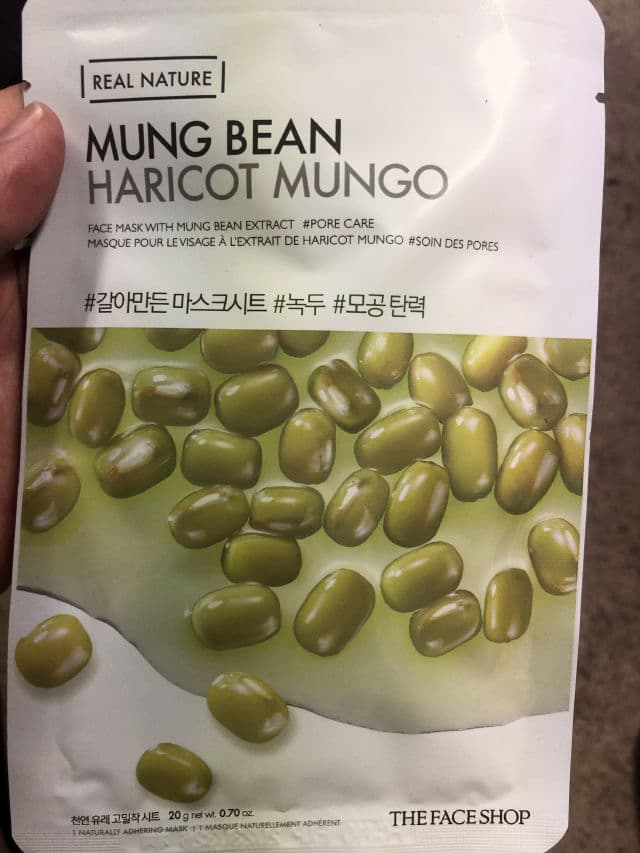 REAL NATURE
MUNG BEAN
HARICOT MUNGO
FACE MASK WITH MUNG BEAN EXTRACT #PORE CARE
MASQUE POUR LE VISAGE À L'EXTRAIT DE HARICOT MUNGO #SOIN DES PORES
#갈아만든 마스크시트 #녹두 #모공 탄력
천연 유래 고밀착 시트 20 g net wt. 0.70 oz.
1 NATURALLY ADHERING MASK | 1 MASQUE NATURELLEMENT ADHÉRENT
THE FACE SHOP